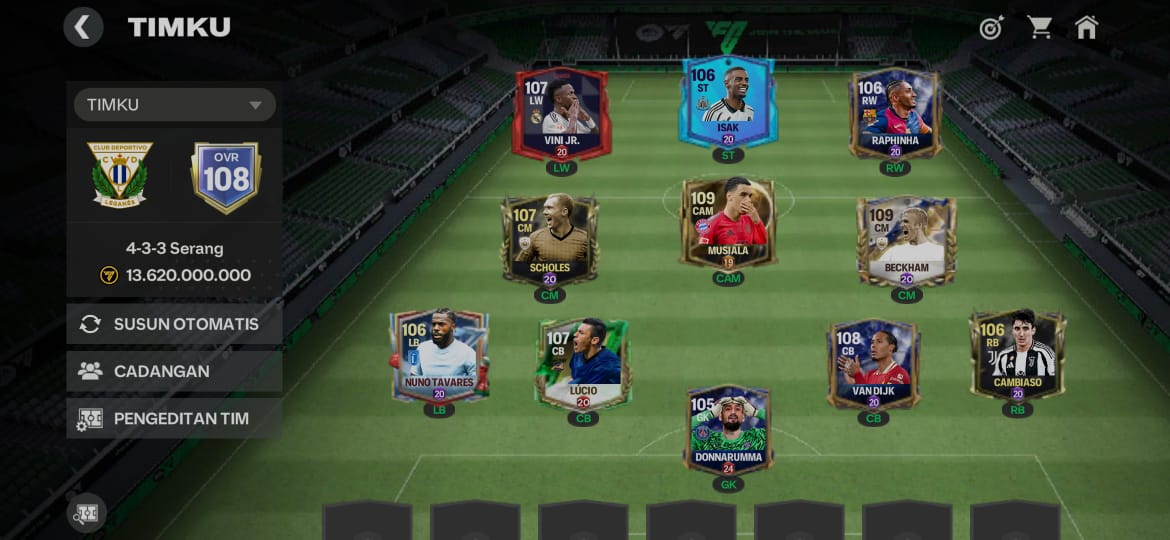 TIMKU
TIMKU
CLUB DEPORTIVO
C D
LEGANÉS
OVR
108
4-3-3 Serang
13.620.000.000
SUSUN OTOMATIS
CADANGAN
PENGEDITAN TIM
107
LW
VINI JR.
20
LW
106
ST
ISAK
20
ST
106
RW
RAPHINHA
20
RW
107
CM
SCHOLES
20
CM
109
CAM
MUSIALA
19
CAM
109
CM
BECKHAM
20
CM
106
LB
NUNO TAVARES
20
LB
107
CB
LÚCIO
20
CB
108
CB
VAN DIJK
20
CB
106
RB
CAMBIASO
20
RB
105
GK
DONNARUMMA
24
GK